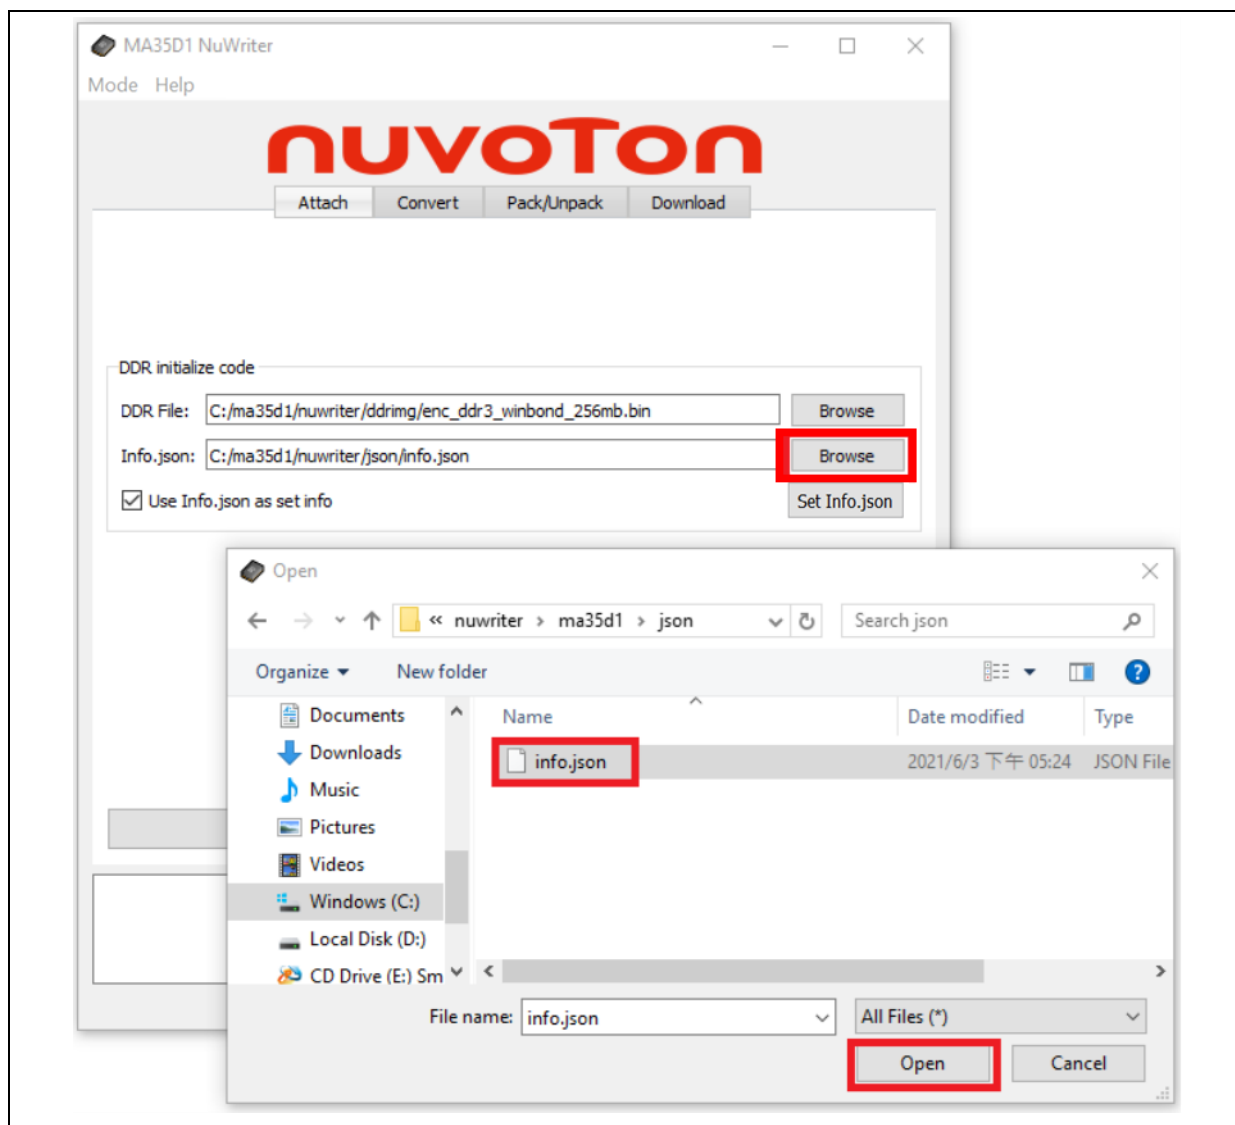 MA35D1 NuWriter
Mode Help
nuvoTon
Attach Convert Pack/Unpack Download
DDR initialize code
DDR File: C:/ma35d1/nuwriter/ddrimg/enc_ddr3_winbond_256mb.bin Browse
Info.json: C:/ma35d1/nuwriter/json/info.json Browse
Use Info.json as set info Set Info.json
Open
« nuwriter > ma35d1 > json Search json
Organize New folder
Documents Name Date modified Type
Downloads info.json 2021/6/3 下午 05:24 JSON File
Music
Pictures
Videos
Windows (C:)
Local Disk (D:)
CD Drive (E:) Sm
File name: info.json All Files (*)
Open Cancel